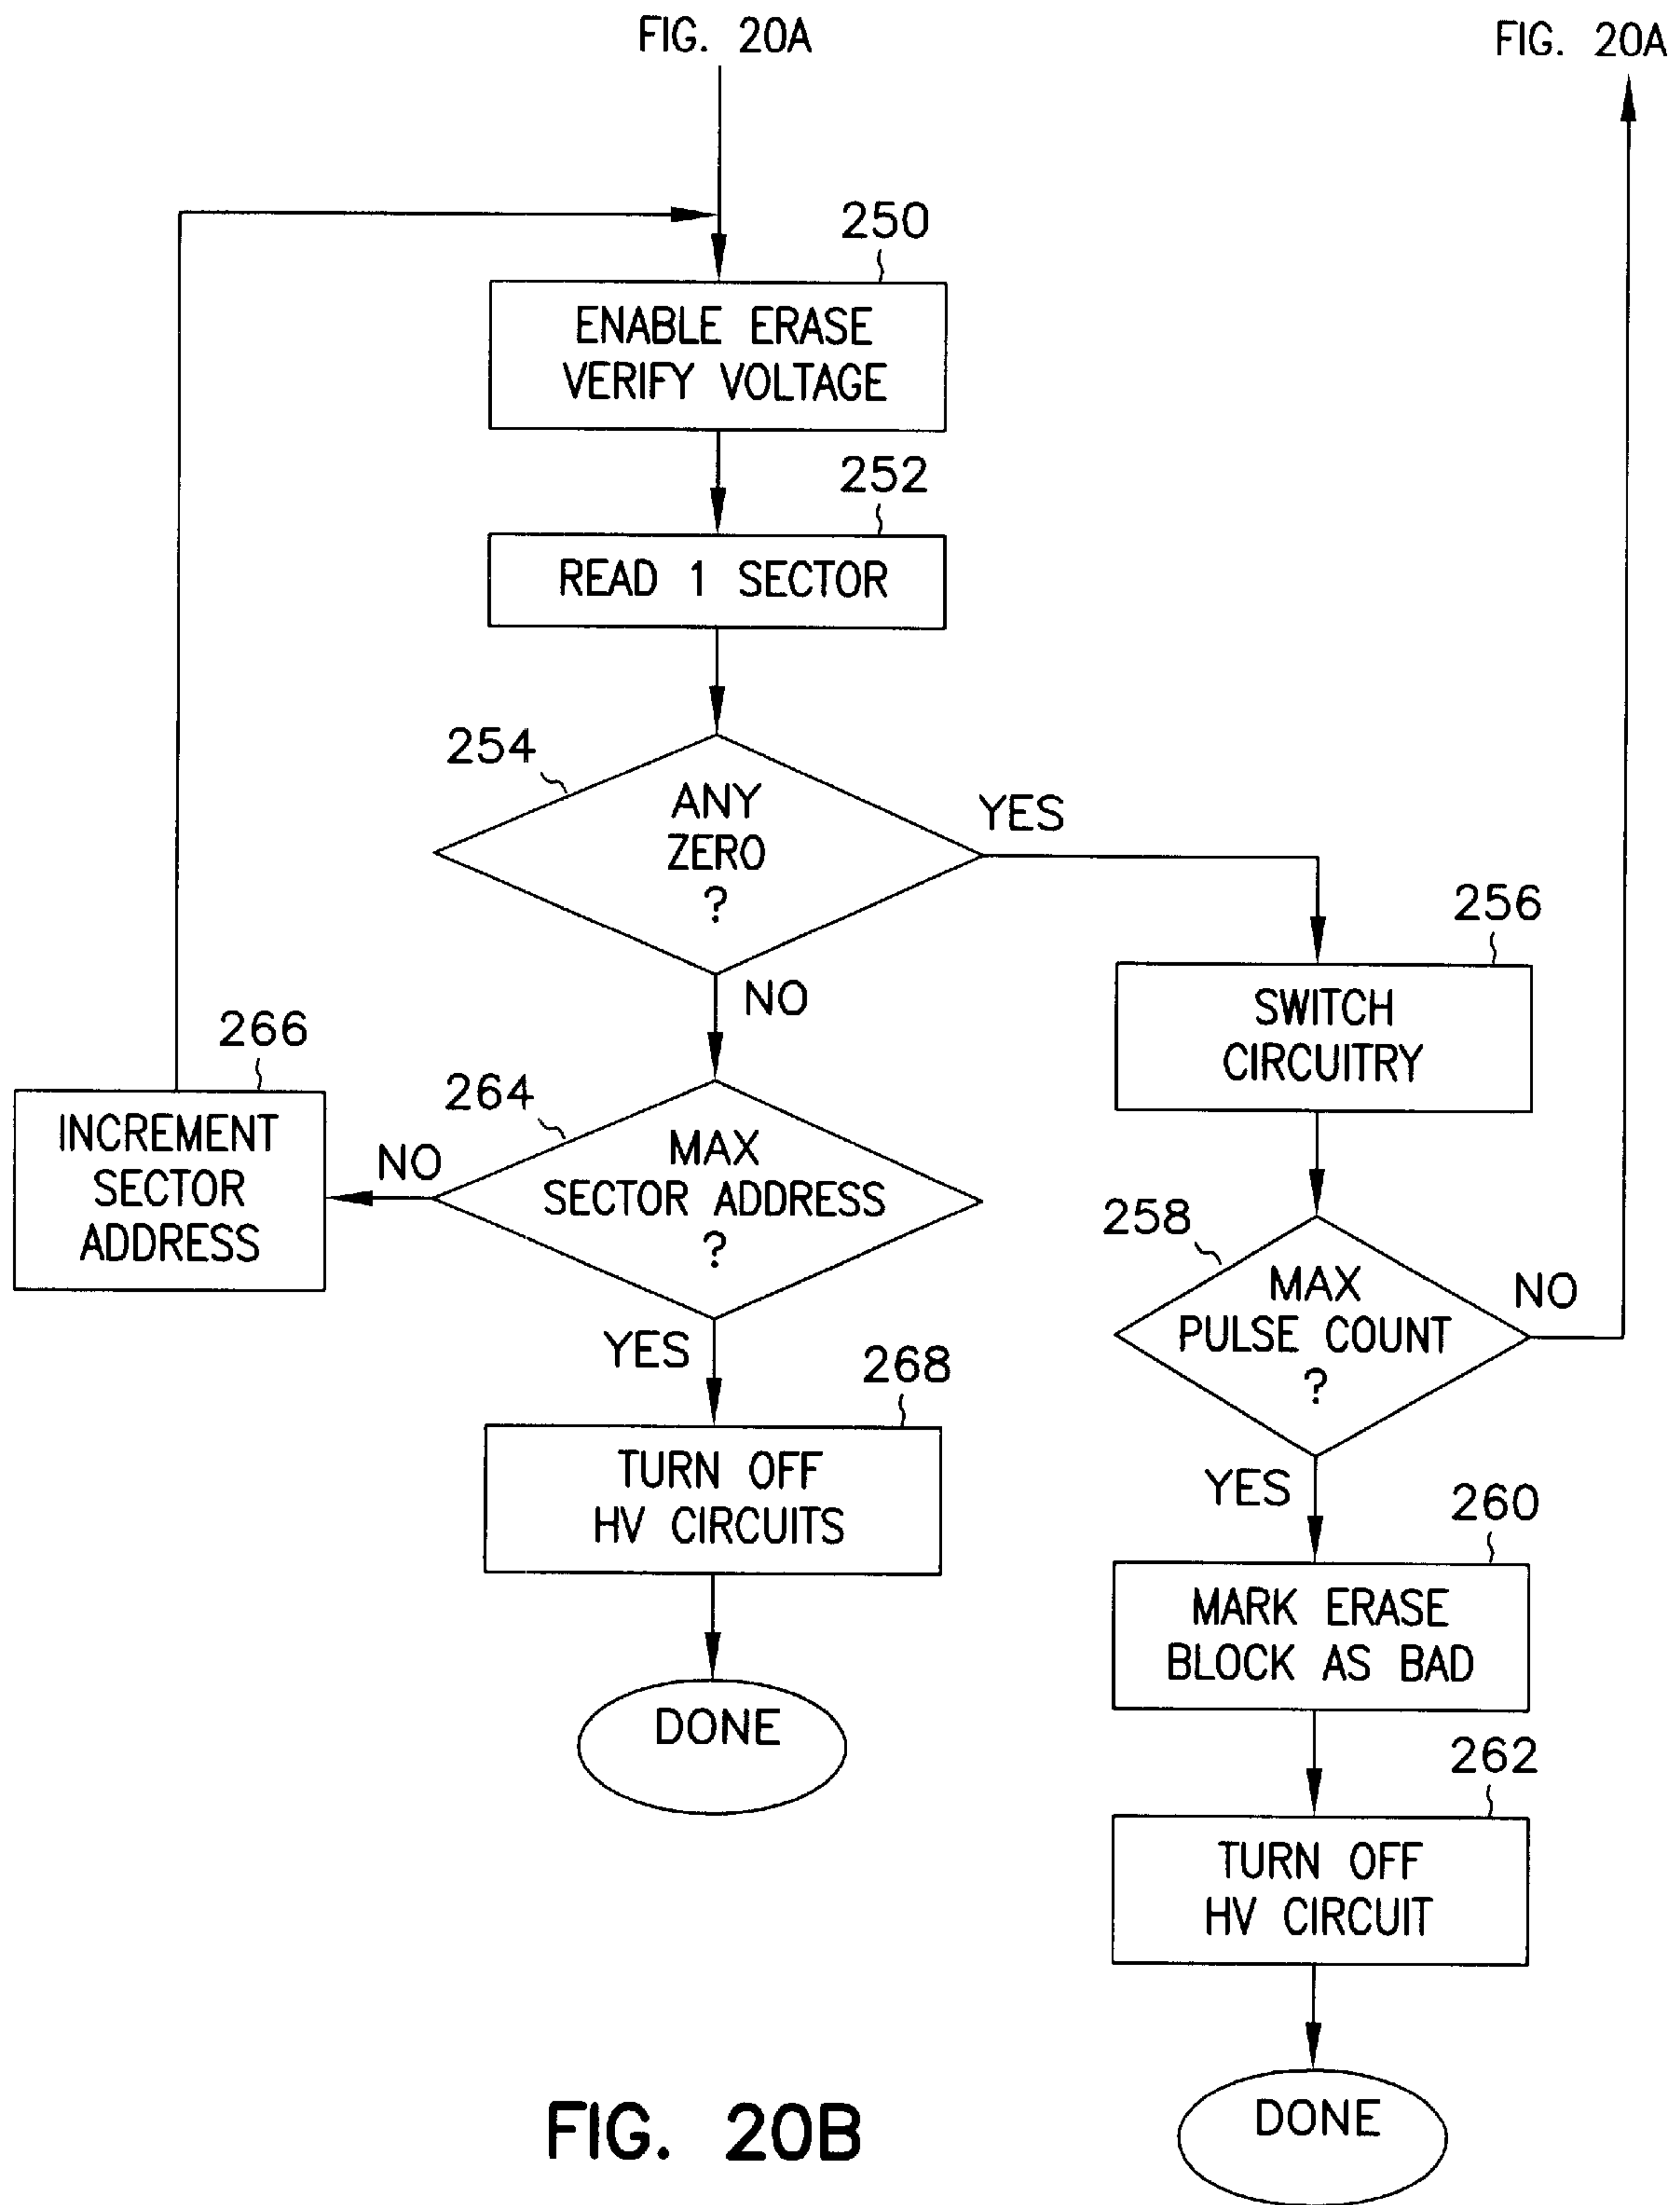 FIG. 20A
FIG. 20A
250
ENABLE ERASE
VERIFY VOLTAGE
252
READ 1 SECTOR
254
ANY
ZERO
?
YES
NO
256
SWITCH
CIRCUITRY
266
INCREMENT
SECTOR
ADDRESS
NO
264
MAX
SECTOR ADDRESS
?
YES
258
MAX
PULSE COUNT
?
NO
YES
268
TURN OFF
HV CIRCUITS
DONE
260
MARK ERASE
BLOCK AS BAD
262
TURN OFF
HV CIRCUIT
DONE
FIG. 20B